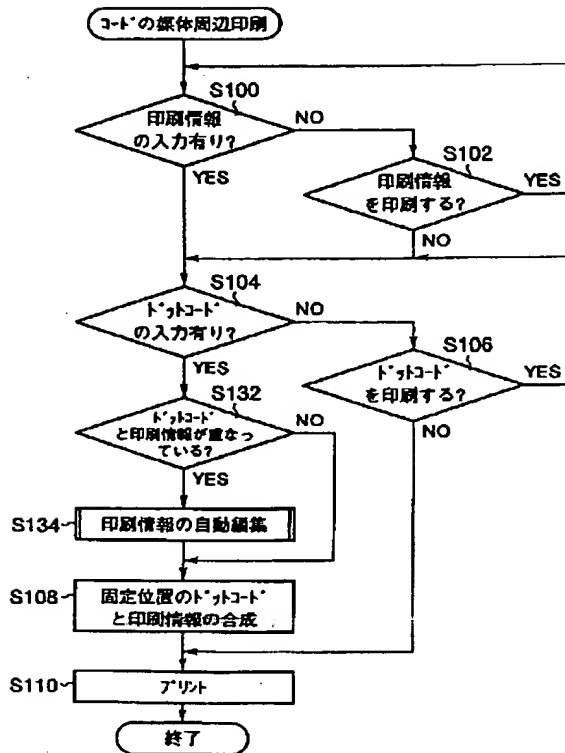 コードの媒体周辺印刷
S100
印刷情報
の入力有り?
NO
YES
S102
印刷情報
を印刷する?
YES
NO
S104
ドットコード
の入力有り?
NO
YES
S106
ドットコード
を印刷する?
YES
NO
S132
ドットコード
と印刷情報が重なっ
ている?
NO
YES
S134
印刷情報の自動編集
S108
固定位置のドットコード
と印刷情報の合成
S110
プリント
終了